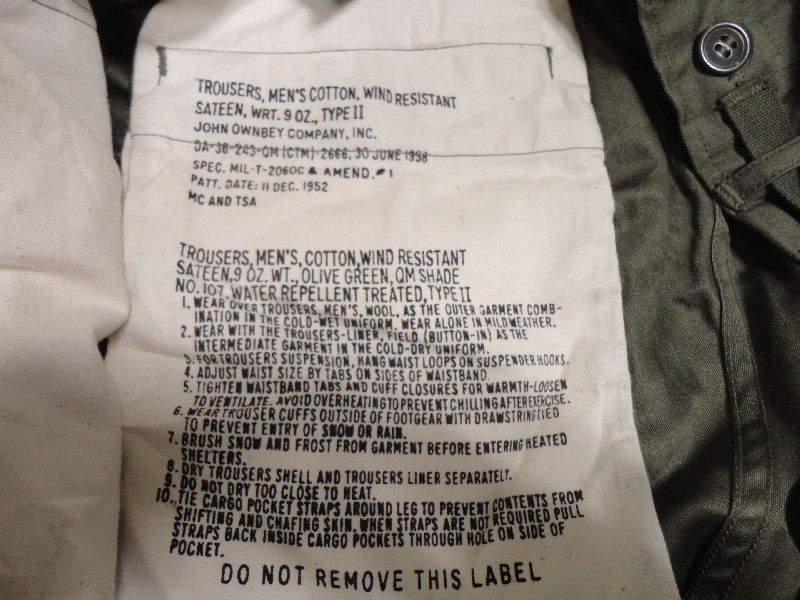 TROUSERS, MEN'S COTTON, WIND RESISTANT
SATEEN, WRT. 9 OZ., TYPE II
JOHN OWNBEY COMPANY, INC.
DA-36-243-QM (CTM)-2666, 30 JUNE 1958
SPEC. MIL-T-2060C & AMEND. #1
PATT. DATE: 11 DEC. 1952
MC AND TSA
TROUSERS, MEN'S, COTTON, WIND RESISTANT
SATEEN, 9 OZ. WT., OLIVE GREEN, QM SHADE
NO. 107, WATER REPELLENT TREATED, TYPE II
1. WEAR OVER TROUSERS, MEN'S, WOOL, AS THE OUTER GARMENT COMB-
INATION IN THE COLD-WET UNIFORM. WEAR ALONE IN MILD WEATHER.
2. WEAR WITH THE TROUSERS-LINER, FIELD (BUTTON-IN) AS THE
INTERMEDIATE GARMENT IN THE COLD-DRY UNIFORM.
3. FOR TROUSERS SUSPENSION, HANG WAIST LOOPS ON SUSPENDER HOOKS.
4. ADJUST WAIST SIZE BY TABS ON SIDES OF WAISTBAND
5. TIGHTEN WAISTBAND TABS AND CUFF CLOSURES FOR WARMTH-LOOSEN
TO VENTILATE. AVOID OVERHEATING TO PREVENT CHILLING AFTER EXERCISE.
6. WEAR TROUSER CUFFS OUTSIDE OF FOOTGEAR WITH DRAWSTRING TIED
TO PREVENT ENTRY OF SNOW OR RAIN.
7. BRUSH SNOW AND FROST FROM GARMENT BEFORE ENTERING HEATED
SHELTERS.
8. DRY TROUSERS SHELL AND TROUSERS LINER SEPARATELY.
9. DO NOT DRY TOO CLOSE TO HEAT.
10. TIE CARGO POCKET STRAPS AROUND LEG TO PREVENT CONTENTS FROM
SHIFTING AND CHAFING SKIN. WHEN STRAPS ARE NOT REQUIRED PULL
STRAPS BACK INSIDE CARGO POCKETS THROUGH HOLE ON SIDE OF
POCKET.
DO NOT REMOVE THIS LABEL